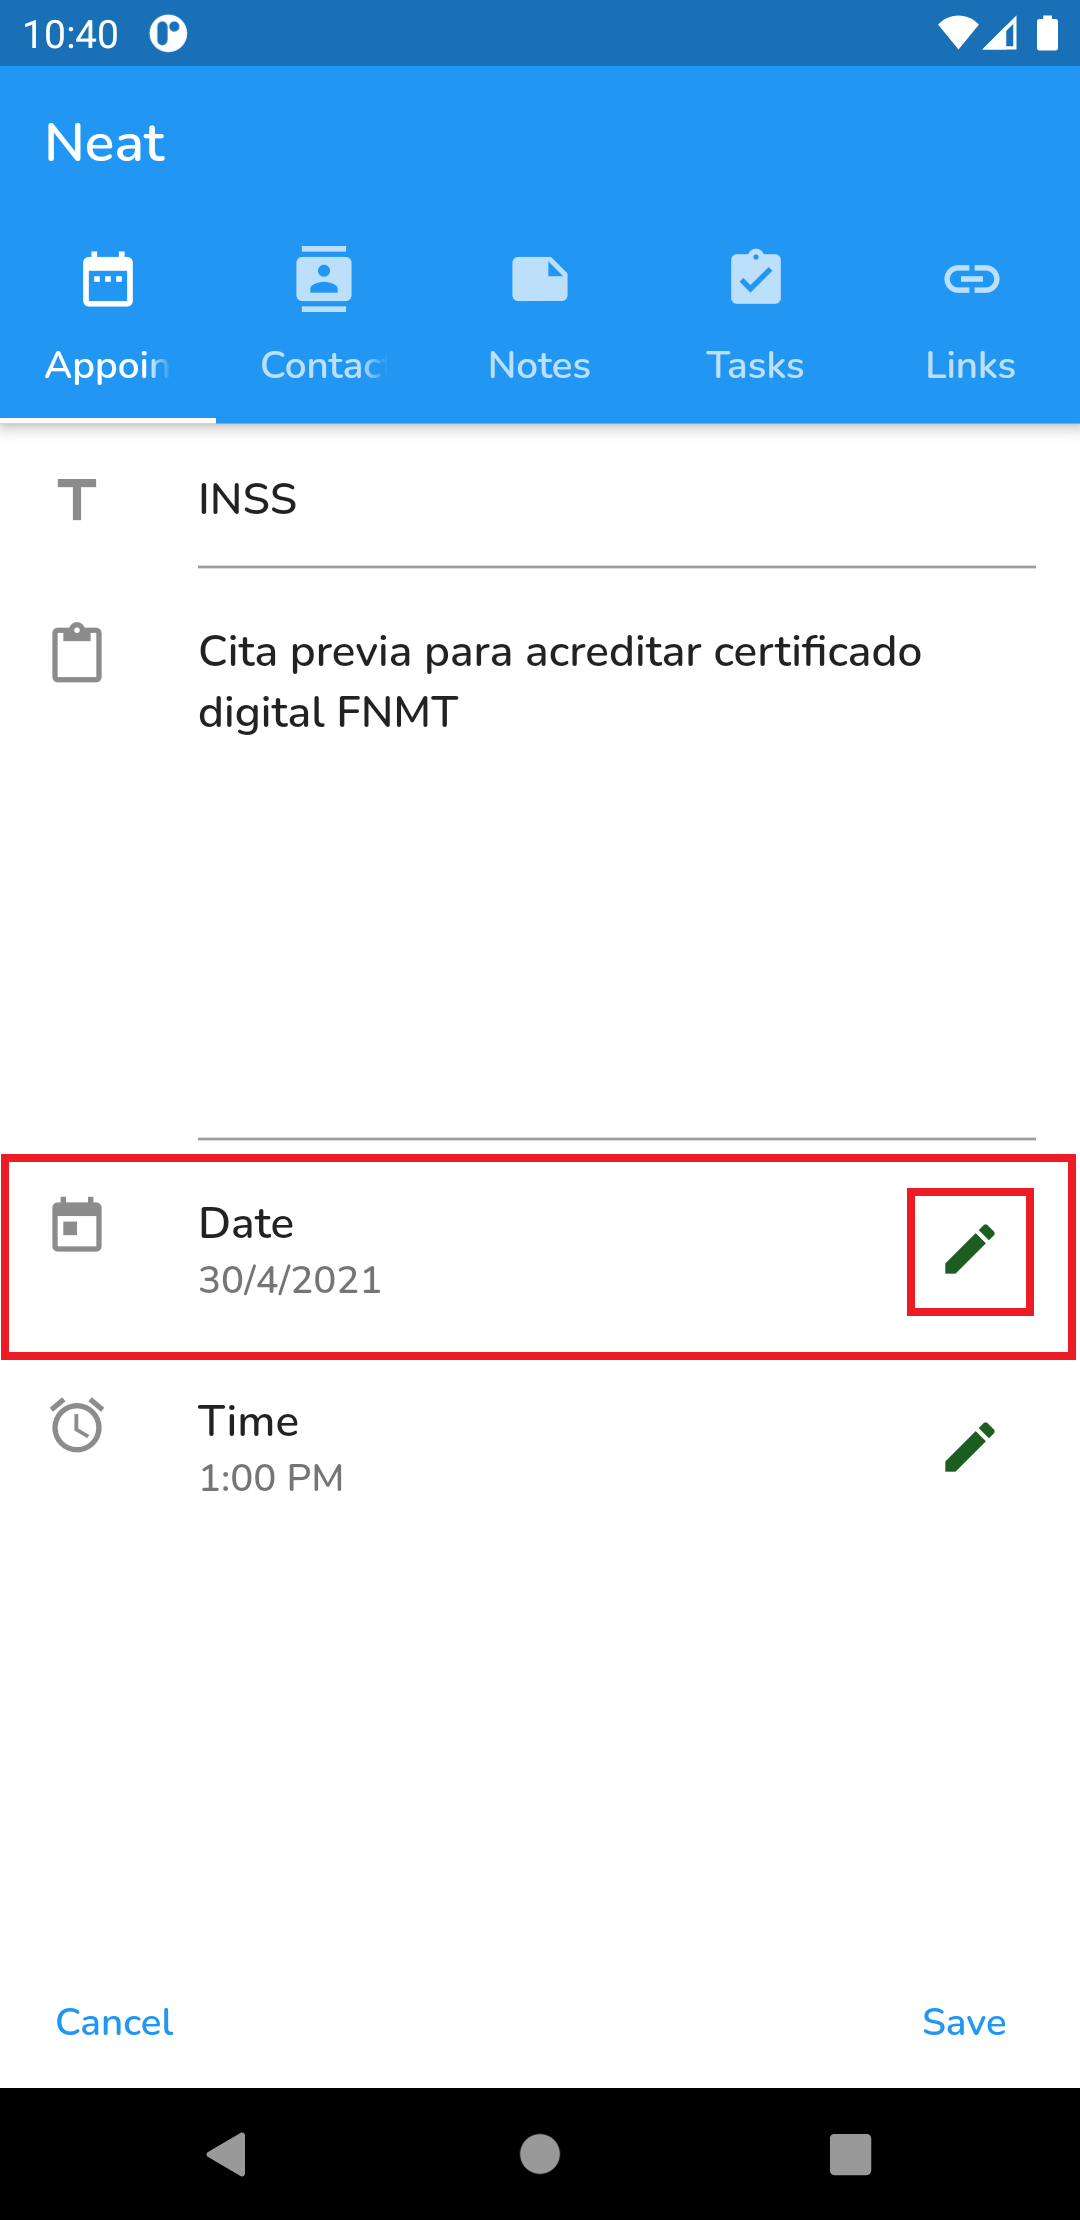 10:40
Neat
Appoin
Contac
Notes
Tasks
Links
INSS
Cita previa para acreditar certificado
digital FNMT
Date
30/4/2021
Time
1:00 PM
Cancel
Save